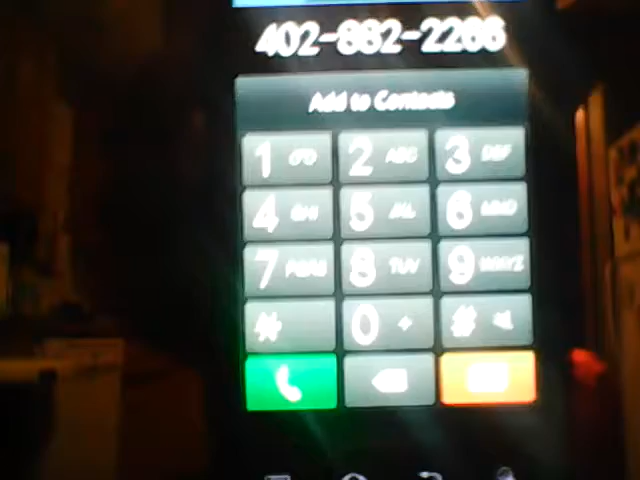 402-882-2266
Add to Contacts
1
2 ABC
3 DEF
4 GHI
5 JKL
6 MNO
7 PQRS
8 TUV
9 WXYZ
*
0 +
#